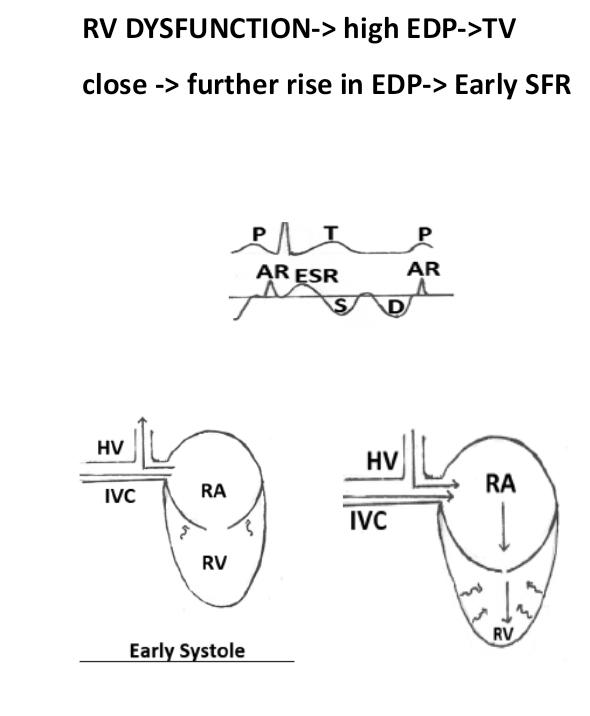 RV DYSFUNCTION-> high EDP->TV
close -> further rise in EDP-> Early SFR
P T P
AR ESR AR
S D
HV HV
RA RA
IVC IVC
RV
RV
Early Systole